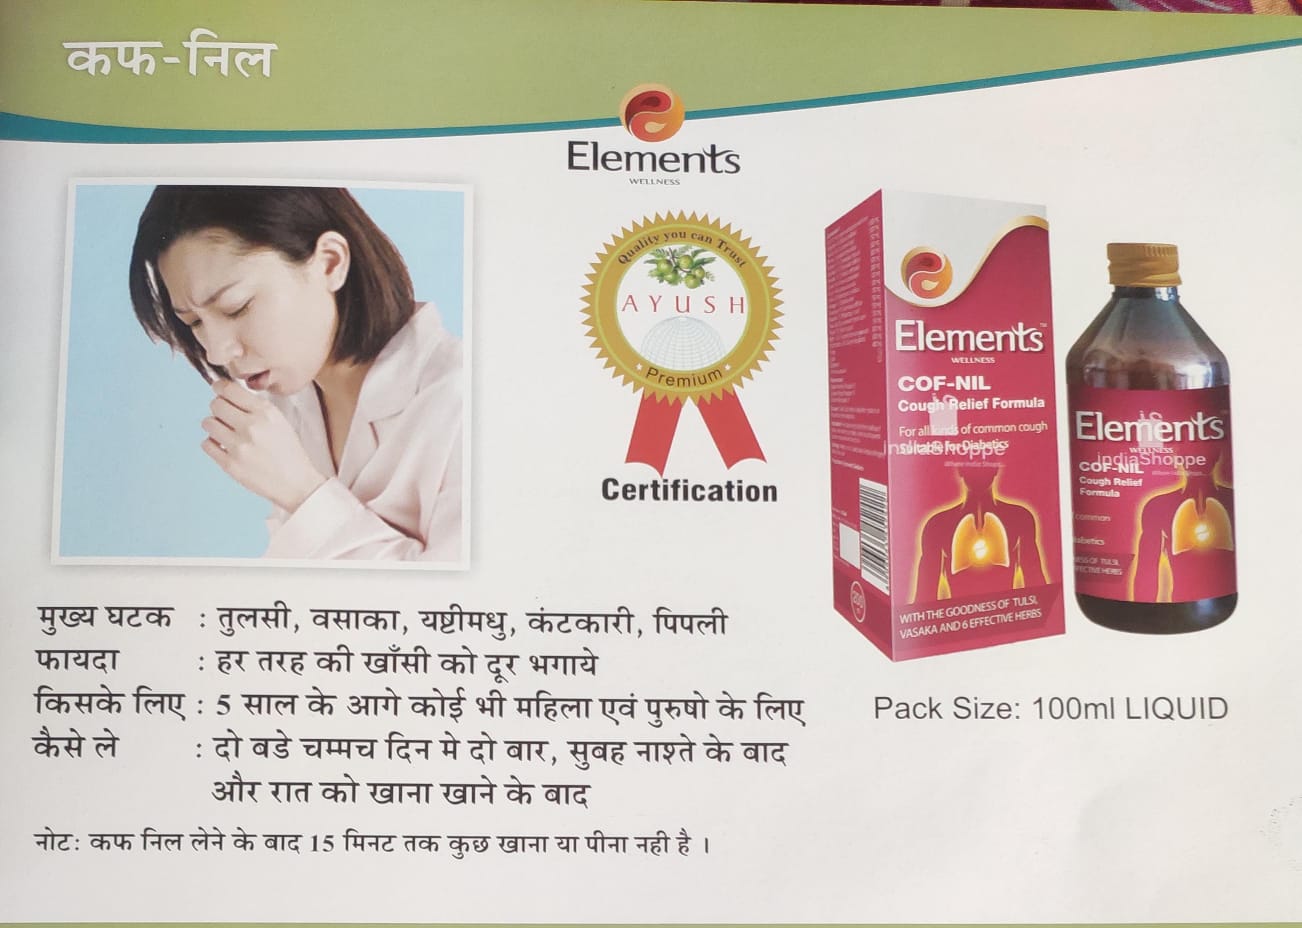 कफ-निल
Elements
WELLNESS
Quality you can Trust
AYUSH
Premium
Certification
Elements™
WELLNESS
COF-NIL
Cough Relief Formula
For all kinds of common cough
Suitable for Diabetics
indiaShoppe
WITH THE GOODNESS OF TULSI,
VASAKA AND 6 EFFECTIVE HERBS
Elements
WELLNESS
indiaShoppe
COF-NIL
Cough Relief
Formula
common
Pack Size: 100ml LIQUID
मुख्य घटक : तुलसी, वसाका, यष्टीमधु, कंटकारी, पिपली
फायदा : हर तरह की खाँसी को दूर भगाये
किसके लिए : 5 साल के आगे कोई भी महिला एवं पुरुषो के लिए
कैसे ले : दो बडे चम्मच दिन मे दो बार, सुबह नाश्ते के बाद
और रात को खाना खाने के बाद
नोट: कफ निल लेने के बाद 15 मिनट तक कुछ खाना या पीना नही है ।